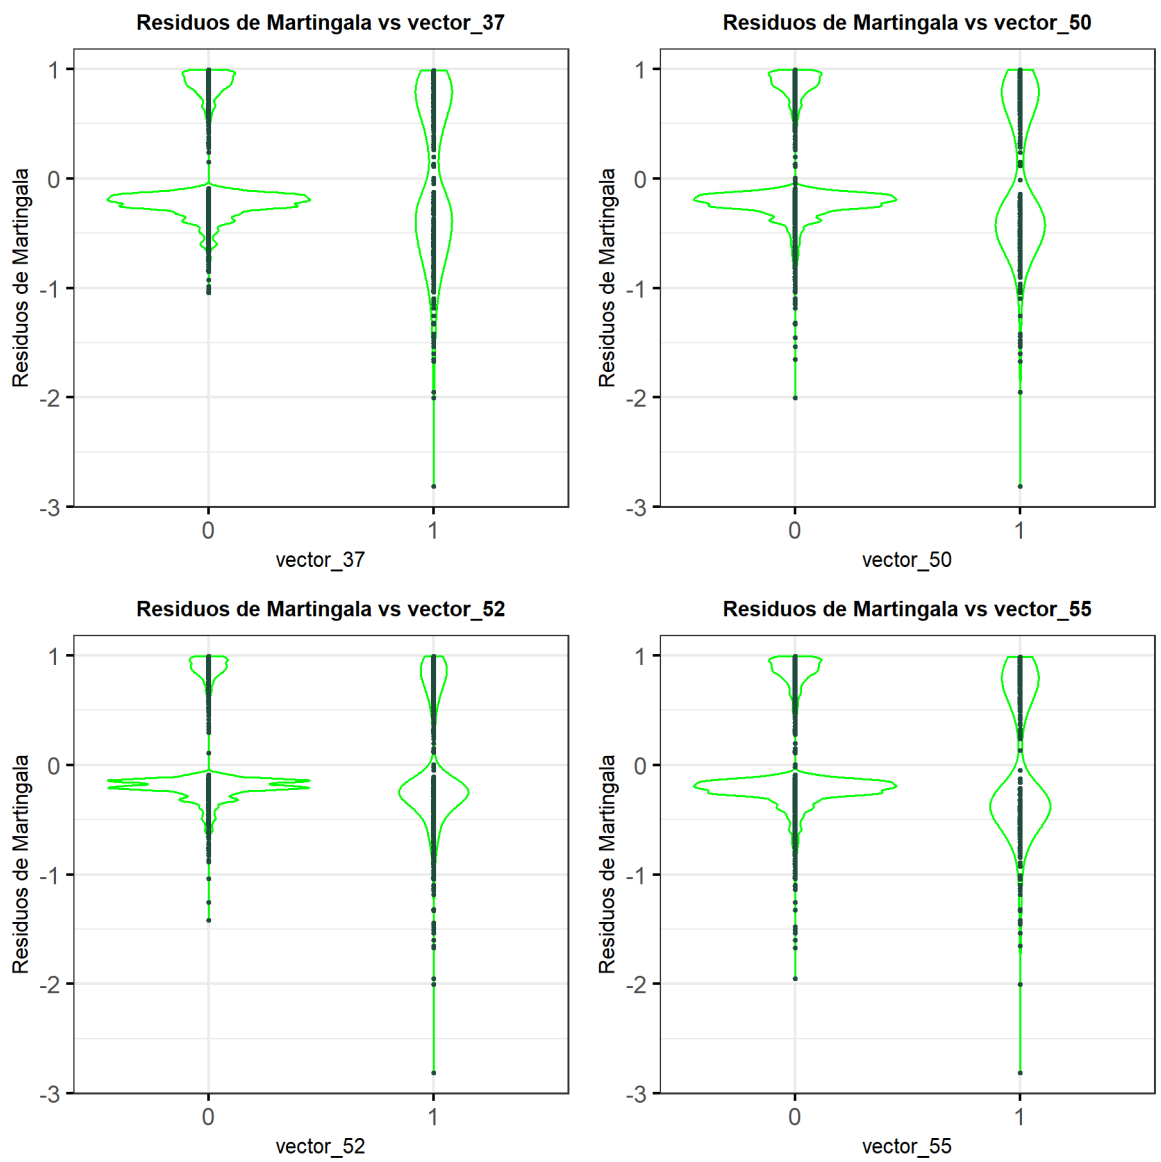 Residuos de Martingala vs vector_37
Residuos de Martingala
1
0
-1
-2
-3
0
1
vector_37
Residuos de Martingala vs vector_50
Residuos de Martingala
1
0
-1
-2
-3
0
1
vector_50
Residuos de Martingala vs vector_52
Residuos de Martingala
1
0
-1
-2
-3
0
1
vector_52
Residuos de Martingala vs vector_55
Residuos de Martingala
1
0
-1
-2
-3
0
1
vector_55